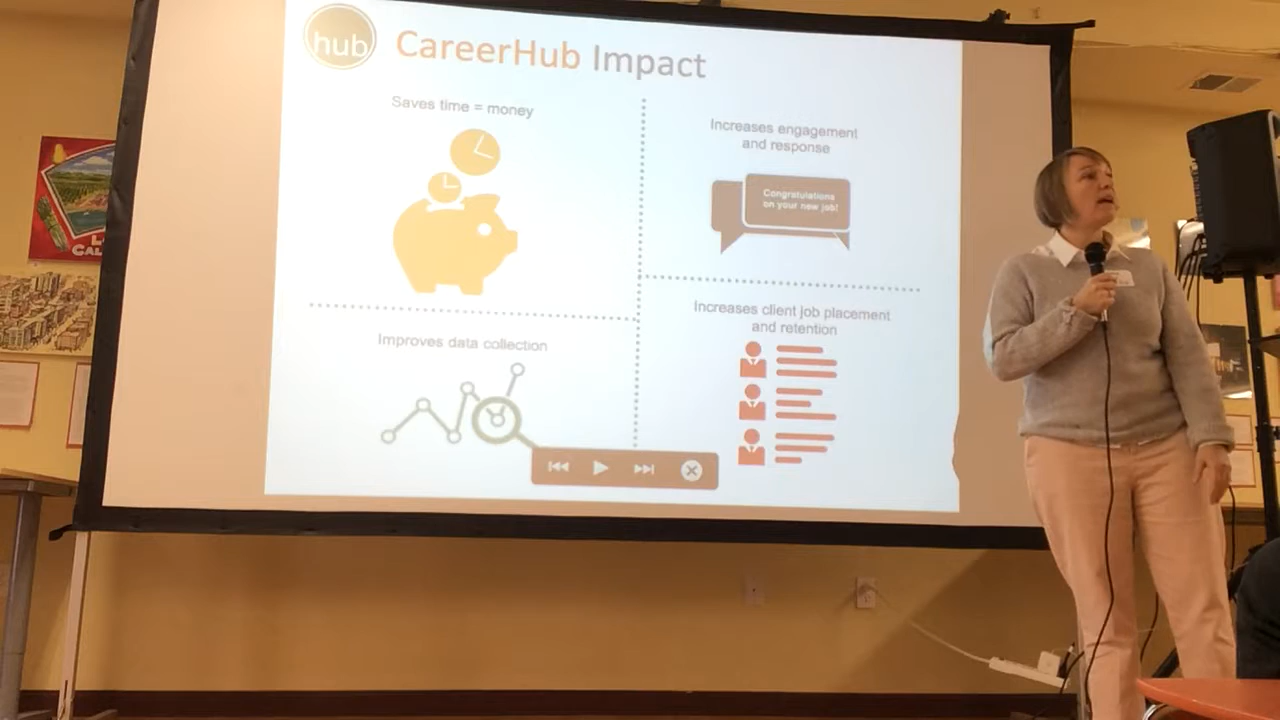 hub
CareerHub Impact
Saves time = money
Increases engagement
and response
Congratulations
on your new job!
Improves data collection
Increases client job placement
and retention